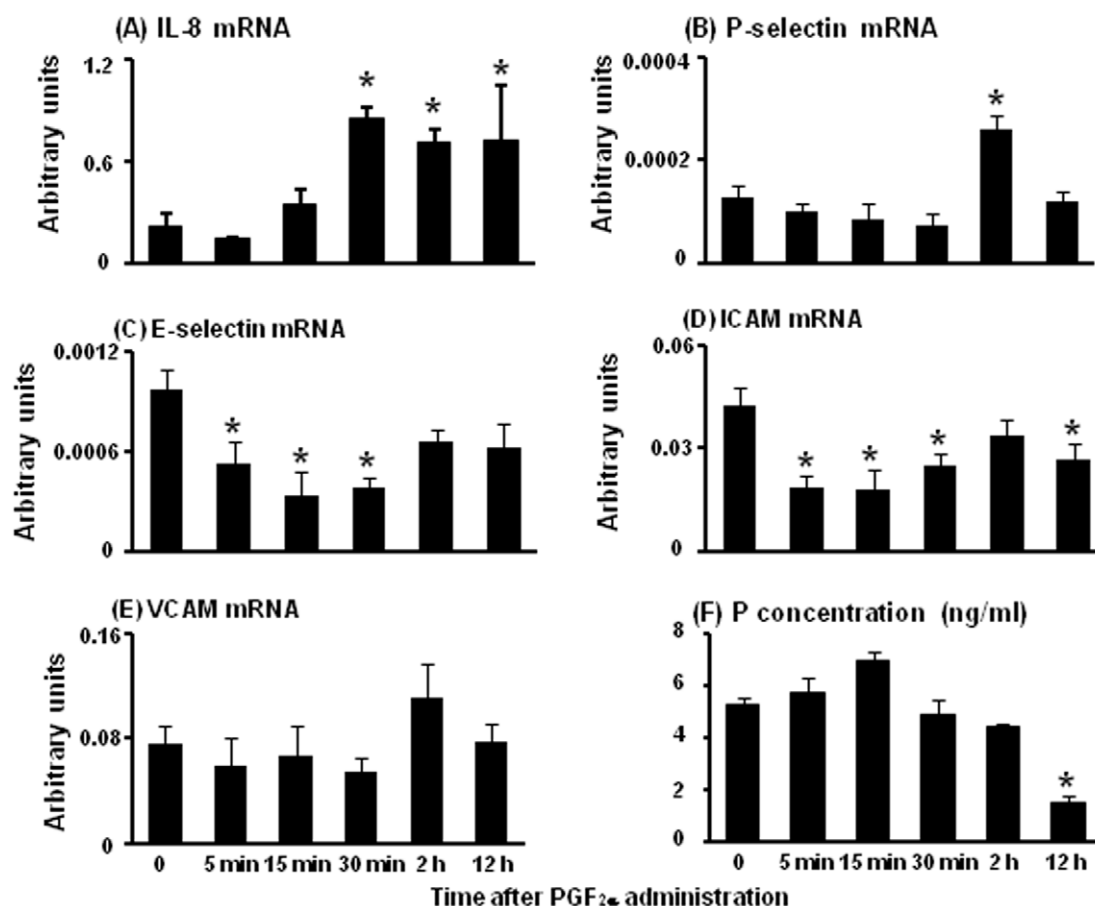 (A) IL-8 mRNA
Arbitrary units
1.2
0.6
0
*
*
*
(B) P-selectin mRNA
Arbitrary units
0.0004
0.0002
0
*
(C) E-selectin mRNA
Arbitrary units
0.0012
0.0006
0
*
*
*
(D) ICAM mRNA
Arbitrary units
0.06
0.03
0
*
*
*
*
(E) VCAM mRNA
Arbitrary units
0.16
0.08
0
0 5 min 15 min 30 min 2 h 12 h
(F) P concentration (ng/ml)
8
6
4
2
0
*
0 5 min 15 min 30 min 2 h 12 h
Time after PGF₂α administration